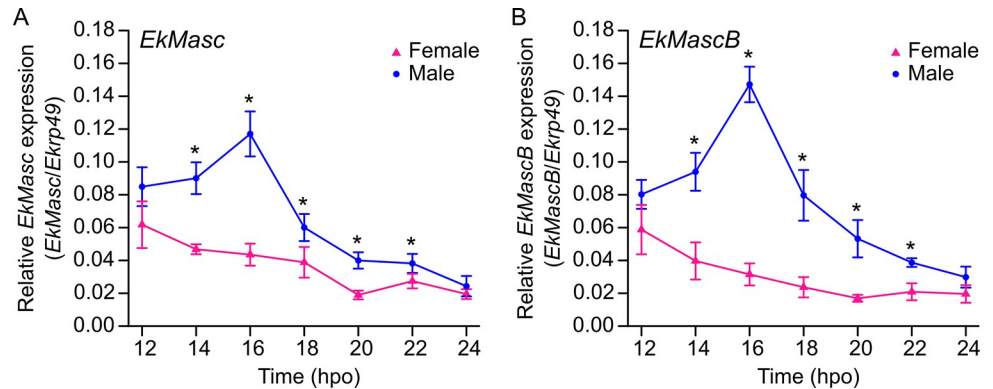 A
EkMasc
Female
Male
Relative EkMasc expression
(EkMasc/Ekrp49)
0.18
0.16
0.14
0.12
0.10
0.08
0.06
0.04
0.02
0.00
*
*
*
*
*
12 14 16 18 20 22 24
Time (hpo)
B
EkMascB
Female
Male
Relative EkMascB expression
(EkMascB/Ekrp49)
0.18
0.16
0.14
0.12
0.10
0.08
0.06
0.04
0.02
0.00
*
*
*
*
*
12 14 16 18 20 22 24
Time (hpo)